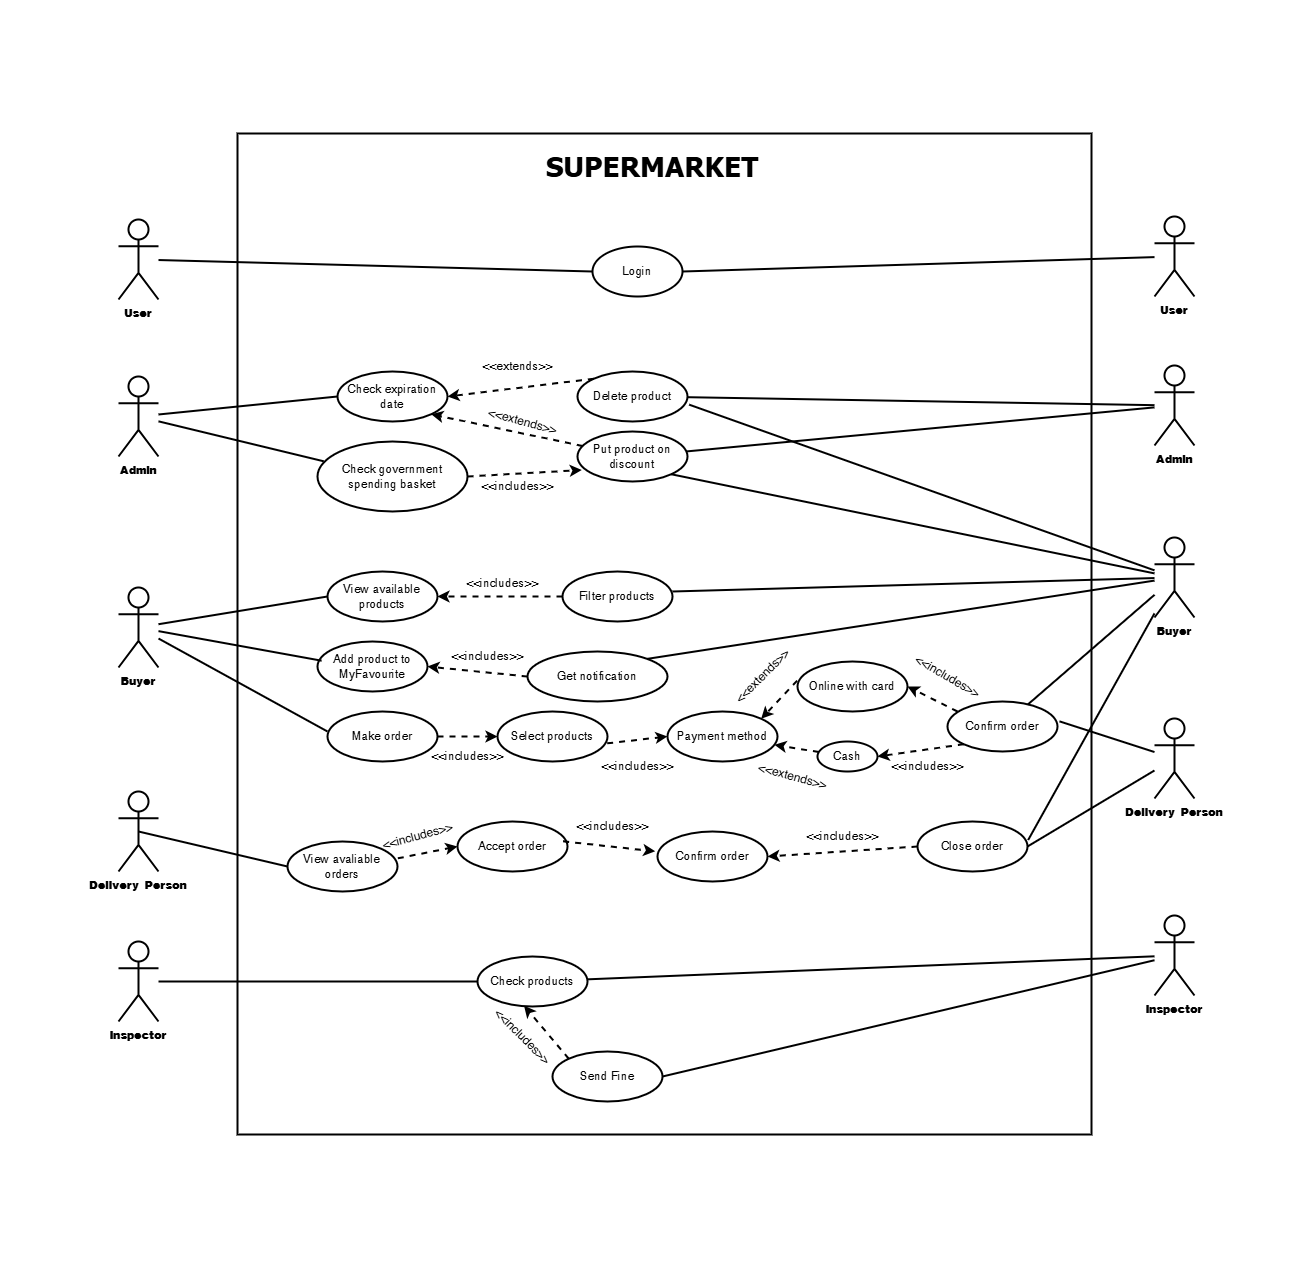 SUPERMARKET
User
Login
User
Admin
Check expiration
date
<<extends>>
Delete product
<<extends>>
Put product on
discount
Check government
spending basket
<<includes>>
Admin
Buyer
View available
products
<<includes>>
Filter products
Add product to
MyFavourite
<<includes>>
Get notification
Make order
<<includes>>
Select products
<<includes>>
Payment method
<<extends>>
Online with card
<<includes>>
Confirm order
Cash
<<extends>>
<<includes>>
Buyer
Delivery Person
View avaliable
orders
<<includes>>
Accept order
<<includes>>
Confirm order
<<includes>>
Close order
Delivery Person
Inspector
Check products
<<includes>>
Send Fine
Inspector